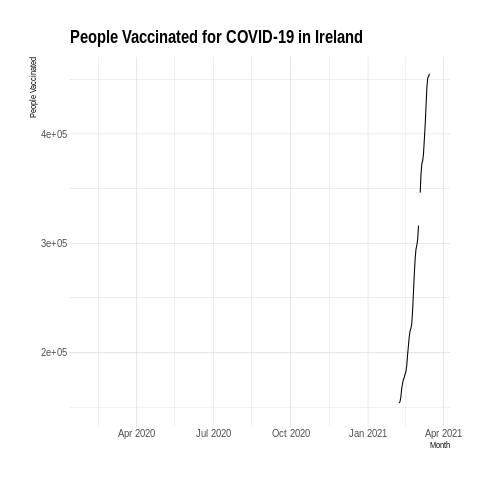 People Vaccinated for COVID-19 in Ireland
People Vaccinated
4e+05
3e+05
2e+05
Apr 2020 Jul 2020 Oct 2020 Jan 2021 Apr 2021
Month